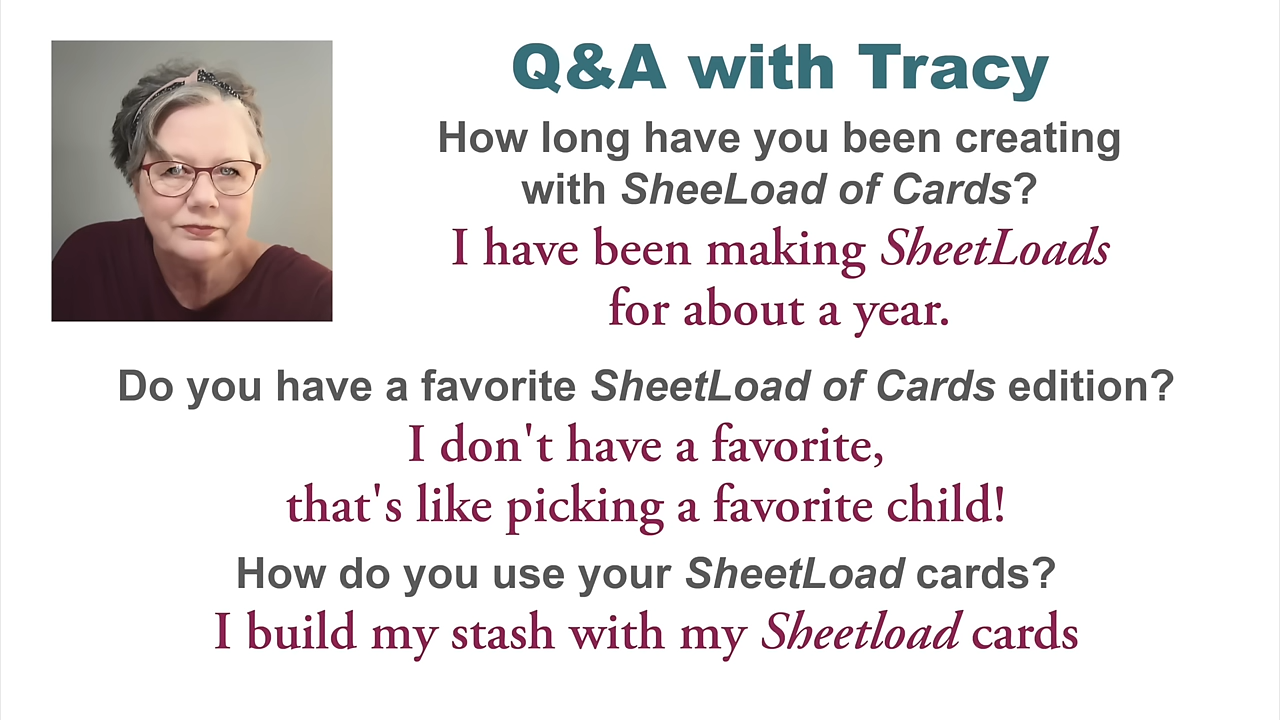 Q&A with Tracy
How long have you been creating
with SheeLoad of Cards?
I have been making SheetLoads
for about a year.
Do you have a favorite SheetLoad of Cards edition?
I don't have a favorite,
that's like picking a favorite child!
How do you use your SheetLoad cards?
I build my stash with my Sheetload cards